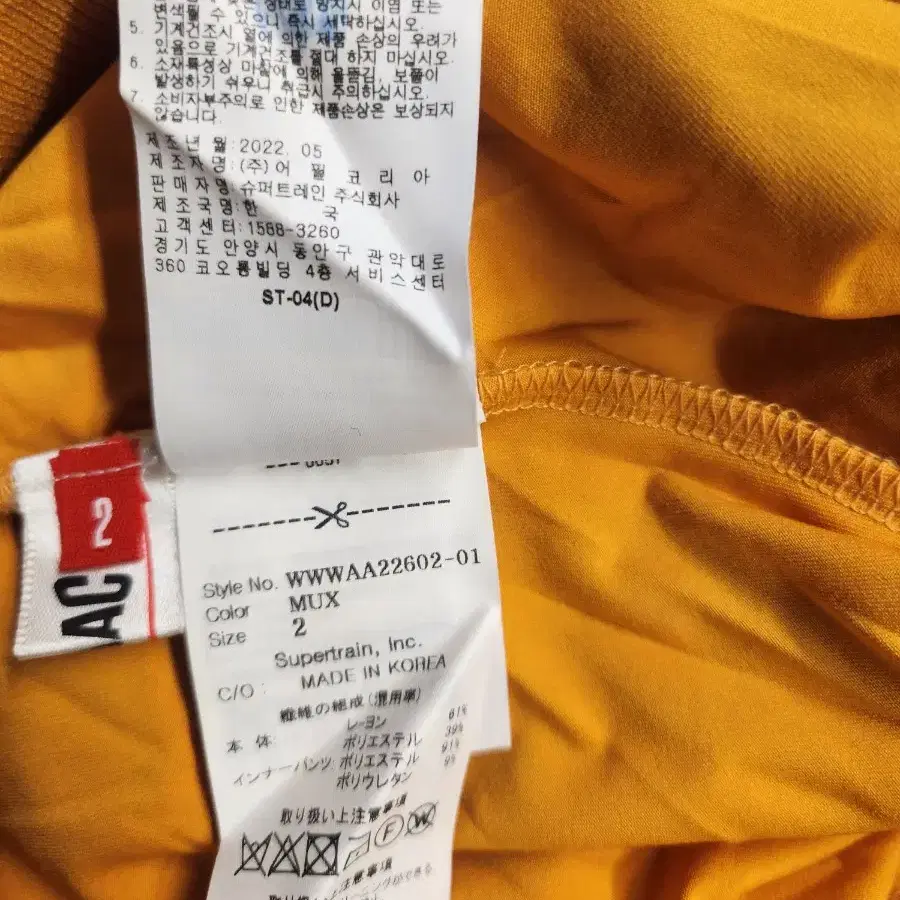 변색될 수 있으니 즉시 세탁하십시오.
5. 기계건조시 열에 의한 제품 손상의 우려가
있음으로 기계건조를 절대 하지 마십시오.
6. 소재특성상 마찰에 의해 올뜯김, 보풀이
발생하기 쉬우니 취급시 주의하십시오.
7. 소비자부주의로 인한 제품손상은 보상되지
않습니다.
제조년월:2022. 05
제조자명:(주)어 필 코 리 아
판매자명:슈퍼트레인 주식회사
제조국명:한 국
고객센터:1588-3260
경기도 안양시 동안구 관악대로
360 코오롱빌딩 4층 서비스센터
ST-04(D)
2
AC
Style No. WWWAA22602-01
Color MUX
Size 2
Supertrain, Inc.
C/O : MADE IN KOREA
繊維の組成(混用率)
本 体: レーヨン 61%
ポリエステル 39%
インナーパンツ: ポリエステル 91%
ポリウレタン 9%
取り扱い上注意事項
F
W
注意事項